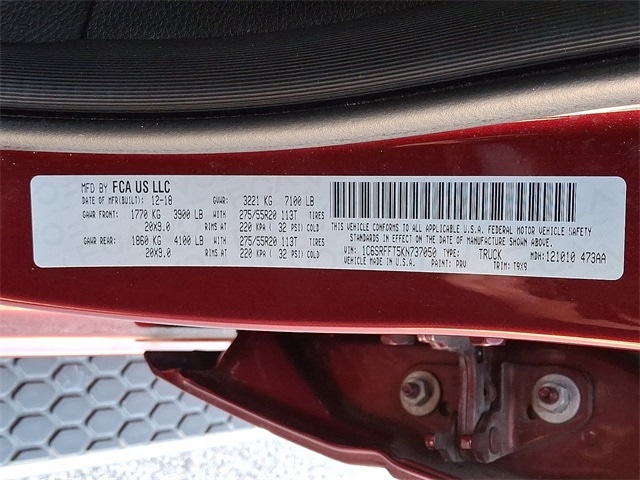 MFD BY FCA US LLC
DATE OF MFR(BUILT): 12-18 GVWR: 3221 KG 7100 LB
GAWR FRONT: 1770 KG 3900 LB WITH 275/55R20 113T TIRES
20X9.0 RIMS AT 220 KPA ( 32 PSI) COLD
GAWR REAR: 1860 KG 4100 LB WITH 275/55R20 113T TIRES
20X9.0 RIMS AT 220 KPA ( 32 PSI) COLD
THIS VEHICLE CONFORMS TO ALL APPLICABLE U.S.A. FEDERAL MOTOR VEHICLE SAFETY
STANDARDS IN EFFECT ON THE DATE OF MANUFACTURE SHOWN ABOVE.
VIN: 1C6SRFFT5KN737050 TYPE: TRUCK MDH: 121010 473AA
VEHICLE MADE IN U.S.A. PAINT: PRV TRIM: T9X9